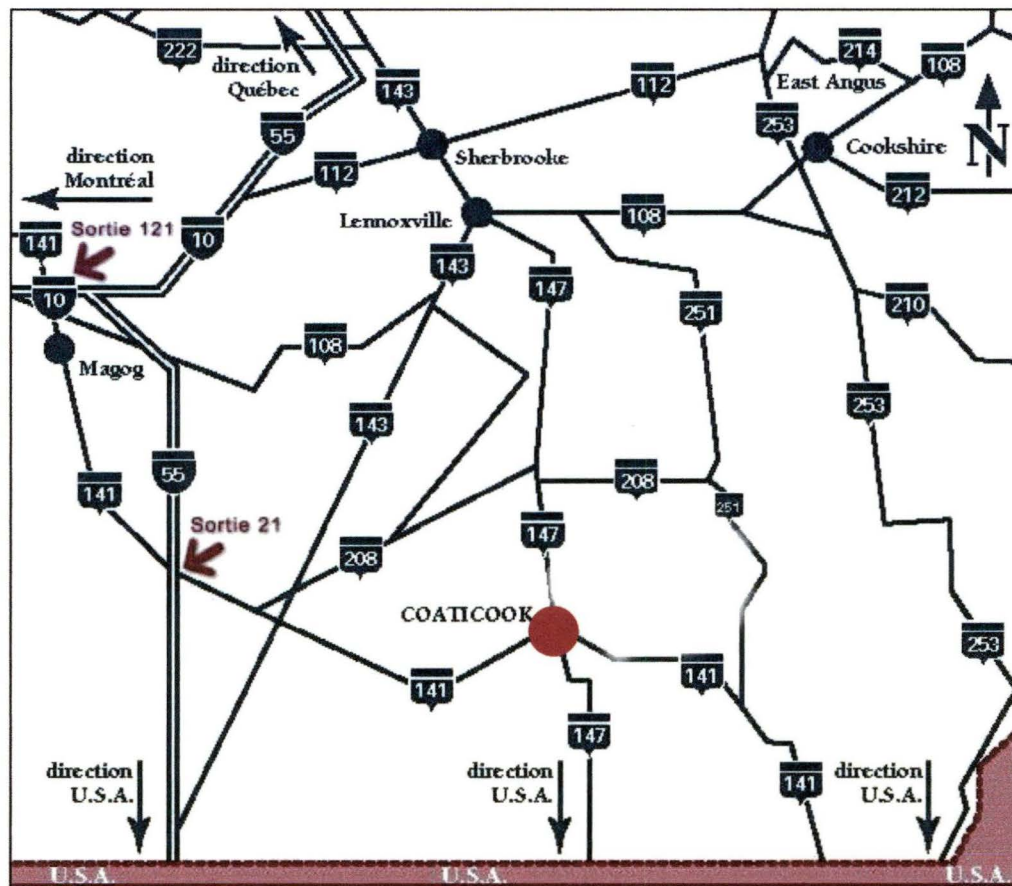 222
direction
Québec
143
112
214
108
East Angus
253
55
Sherbrooke
Cookshire
N
direction
Montréal
112
212
Lennoxville
108
141
Sortie 121
10
143
147
10
251
210
108
Magog
143
253
55
141
208
251
Sortie 21
147
208
COATICOOK
253
141
141
147
direction
U.S.A.
direction
U.S.A.
141
direction
U.S.A.
U.S.A.
U.S.A.
U.S.A.